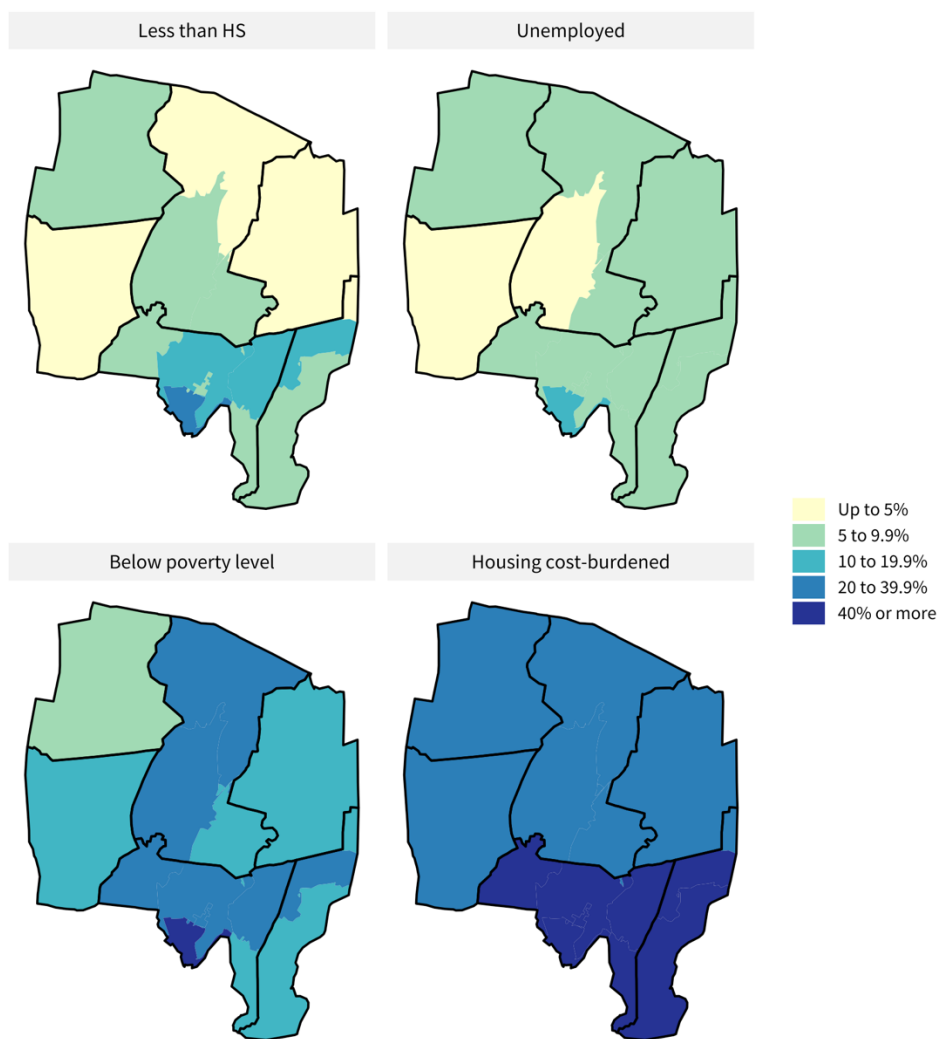 Less than HS
Unemployed
Up to 5%
5 to 9.9%
10 to 19.9%
20 to 39.9%
40% or more
Below poverty level
Housing cost-burdened